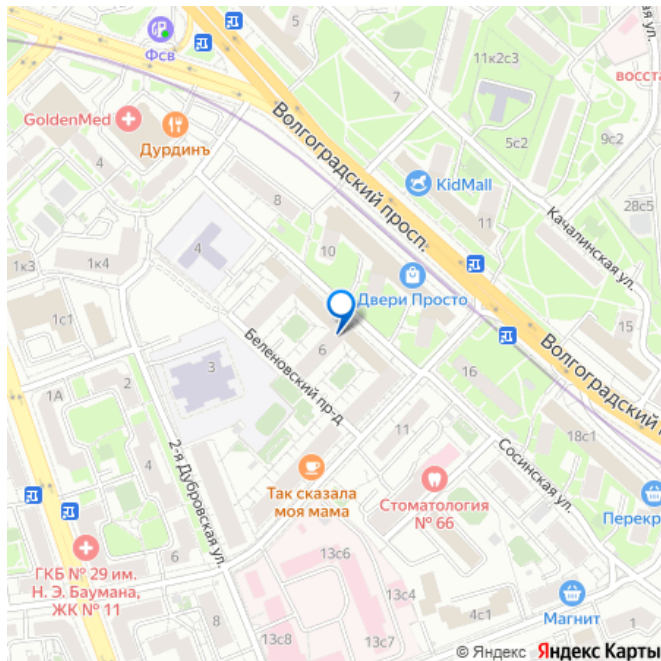 Фсв
11к2с3
восста
GoldenMed
7
Дурдинъ
5с2
9с2
Волгоградский просп.
4
KidMall
8
11
28с5
Качалинская ул.
10
4
1к3
1к4
Двери Просто
1с1
15
Беленовский пр-д
6
Волгоградский
3
16
1А
2
11
18с1
2-я Дубровская ул.
4
Сосинская ул.
Так сказала
моя мама
Стоматология
№ 66
Перекр
6
13с6
ГКБ № 29 им.
Н. Э. Баумана,
ЖК № 11
4с1
Магнит
8
1
13с8
13с7
© Яндекс Яндекс Карты